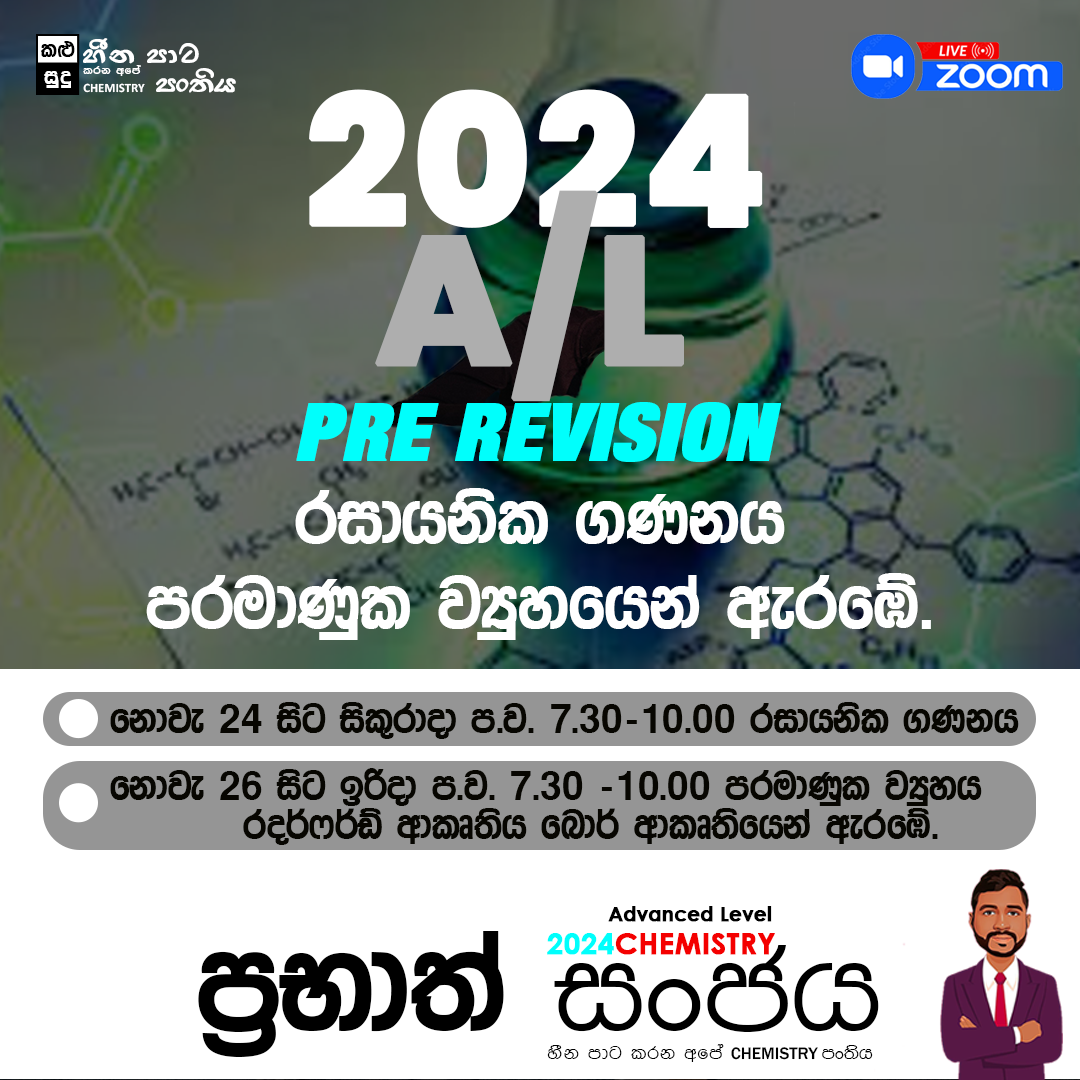 කළු
සුදු
හීන පාට
කරන අපේ
CHEMISTRY පංතිය
LIVE
zoom
2024
A/L
PRE REVISION
රසායනික ගණනය
පරමාණුක ව්‍යුහයෙන් ඇරඹේ.
නොවැ 24 සිට සිකුරාදා ප.ව. 7.30-10.00 රසායනික ගණනය
නොවැ 26 සිට ඉරිදා ප.ව. 7.30 -10.00 පරමාණුක ව්‍යුහය
රදර්ෆර්ඩ් ආකෘතිය බොර් ආකෘතියෙන් ඇරඹේ.
Advanced Level
2024CHEMISTRY
ප්‍රභාත් සංජය
හීන පාට කරන අපේ CHEMISTRY පංතිය